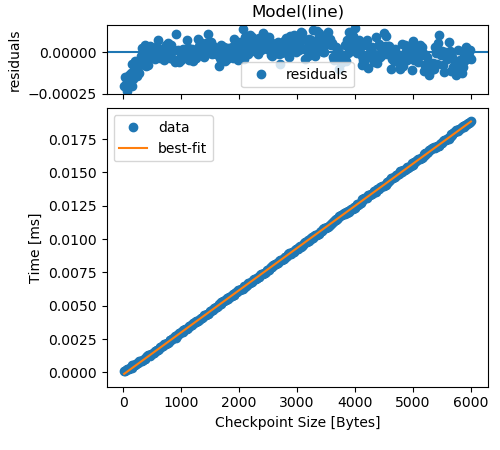 Model(line)
residuals
0.00000
−0.00025
residuals
data
best-fit
Time [ms]
0.0175
0.0150
0.0125
0.0100
0.0075
0.0050
0.0025
0.0000
0 1000 2000 3000 4000 5000 6000
Checkpoint Size [Bytes]